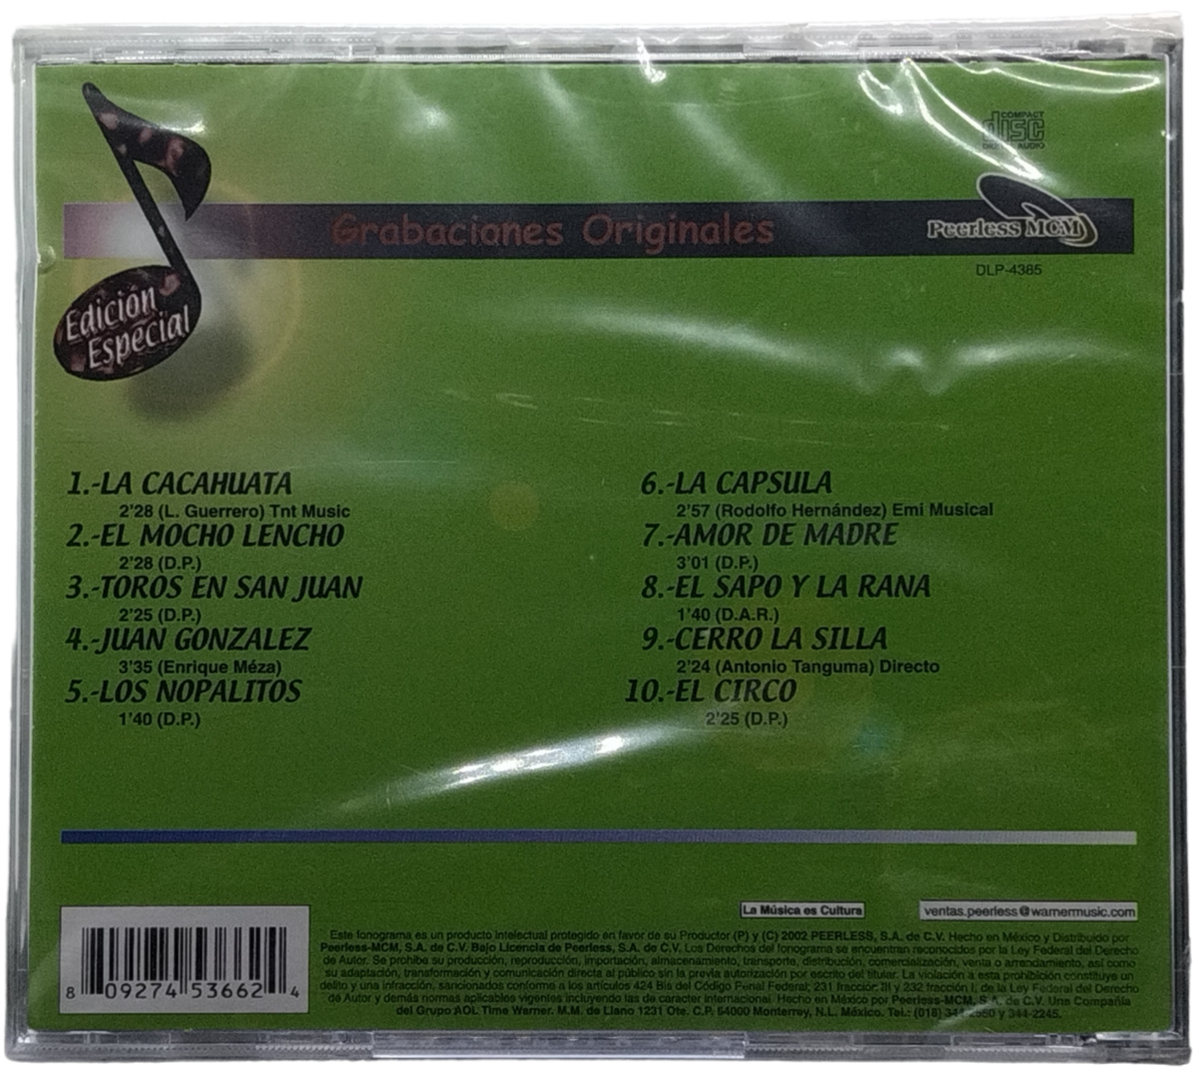 COMPACT
disc
DIGITAL AUDIO
Grabaciones Originales
Peerless MCM
DLP-4385
Edición
Especial
1.-LA CACAHUATA
2'28 (L. Guerrero) Tnt Music
2.-EL MOCHO LENCHO
2'28 (D.P.)
3.-TOROS EN SAN JUAN
2'25 (D.P.)
4.-JUAN GONZALEZ
3'35 (Enrique Méza)
5.-LOS NOPALITOS
1'40 (D.P.)
6.-LA CAPSULA
2'57 (Rodolfo Hernández) Emi Musical
7.-AMOR DE MADRE
3'01 (D.P.)
8.-EL SAPO Y LA RANA
1'40 (D.A.R.)
9.-CERRO LA SILLA
2'24 (Antonio Tanguma) Directo
10.-EL CIRCO
2'25 (D.P.)
La Música es Cultura
ventas.peerless@warnermusic.com
Este fonograma es un producto intelectual protegido en favor de su Productor (P) y (C) 2002 PEERLESS, S.A. de C.V. Hecho en México y Distribuido por
Peerless-MCM, S.A. de C.V. Bajo Licencia de Peerless, S.A. de C.V. Los Derechos del fonograma se encuentran reconocidos por la Ley Federal del Derecho
de Autor. Se prohibe su producción, reproducción, importación, almacenamiento, transporte, distribución, comercialización, venta o arrendamiento, así como
su adaptación, transformación y comunicación directa al público sin la previa autorización por escrito del titular. La violación a esta prohibición constituye un
delito y una infracción, sancionados conforme a los artículos 424 Bis del Código Penal Federal; 231 fracción III y 232 fracción I, de la Ley Federal del Derecho
de Autor y demás normas aplicables vigentes incluyendo las de caracter internacional. Hecho en México por Peerless-MCM, S.A. de C.V. Una Compañia
del Grupo AOL Time Warner. M.M. de Llano 1231 Ote. C.P. 64000 Monterrey, N.L. México. Tel.: (018) 344-2550 y 344-2245.
8 09274 53662 4